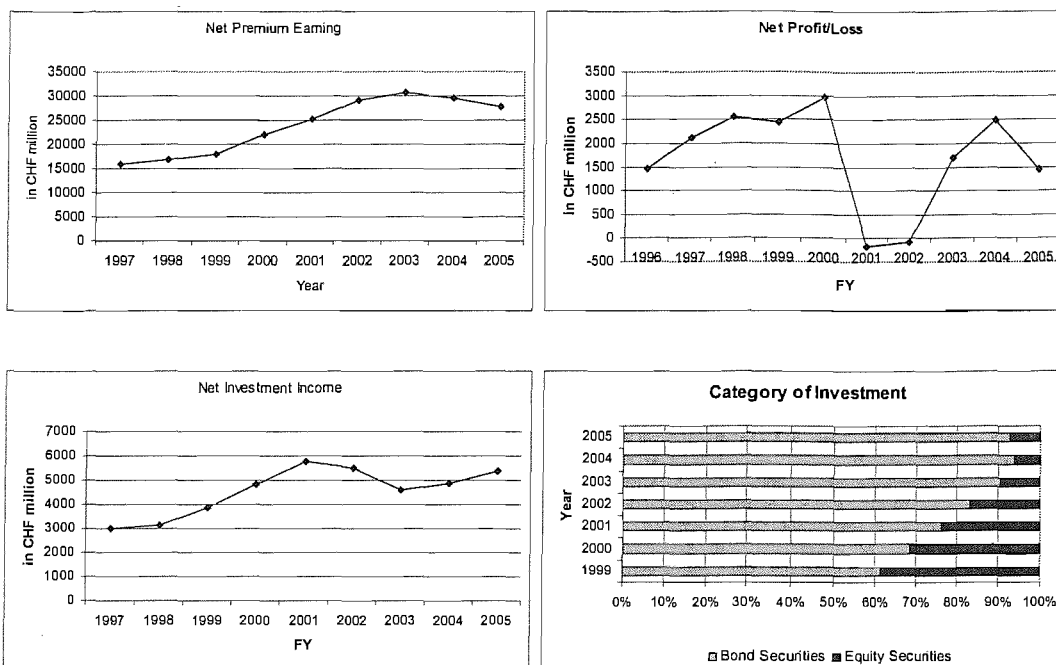 Net Premium Earning
35000
30000
25000
20000
15000
10000
5000
0
in CHF million
1997 1998 1999 2000 2001 2002 2003 2004 2005
Year
Net Profit/Loss
3500
3000
2500
2000
1500
1000
500
0
-500
in CHF million
1996 1997 1998 1999 2000 2001 2002 2003 2004 2005
FY
Net Investment Income
7000
6000
5000
4000
3000
2000
1000
0
in CHF million
1997 1998 1999 2000 2001 2002 2003 2004 2005
FY
Category of Investment
2005
2004
2003
2002
2001
2000
1999
Year
0% 10% 20% 30% 40% 50% 60% 70% 80% 90% 100%
Bond Securities Equity Securities